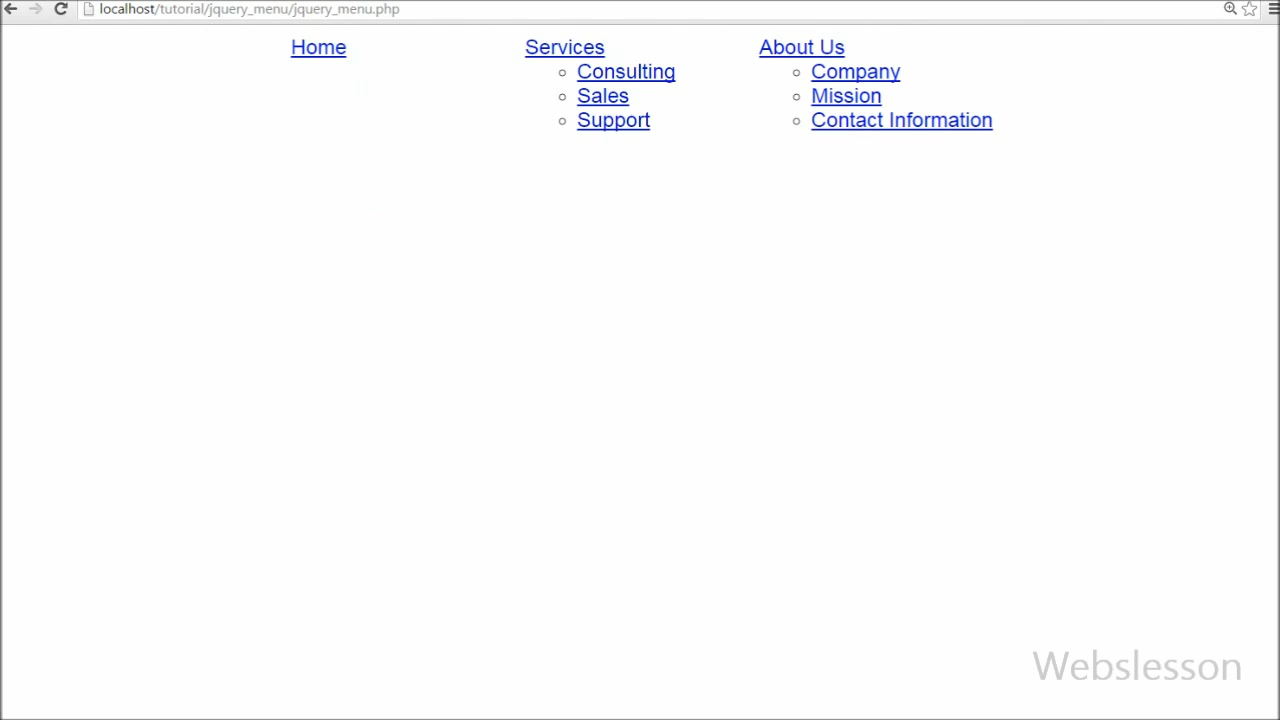 localhost/tutorial/jquery_menu/jquery_menu.php
Home
Services
Consulting
Sales
Support
About Us
Company
Mission
Contact Information
Webslesson